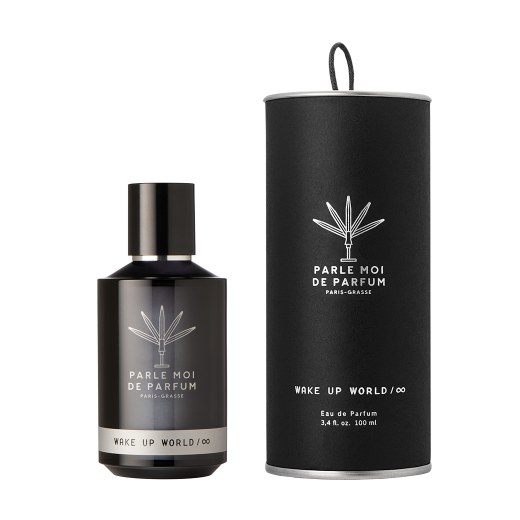 PARLE MOI
DE PARFUM
PARIS-GRASSE
WAKE UP WORLD/∞
PARLE MOI
DE PARFUM
PARIS-GRASSE
WAKE UP WORLD/∞
Eau de Parfum
3,4 fl. oz. 100 ml